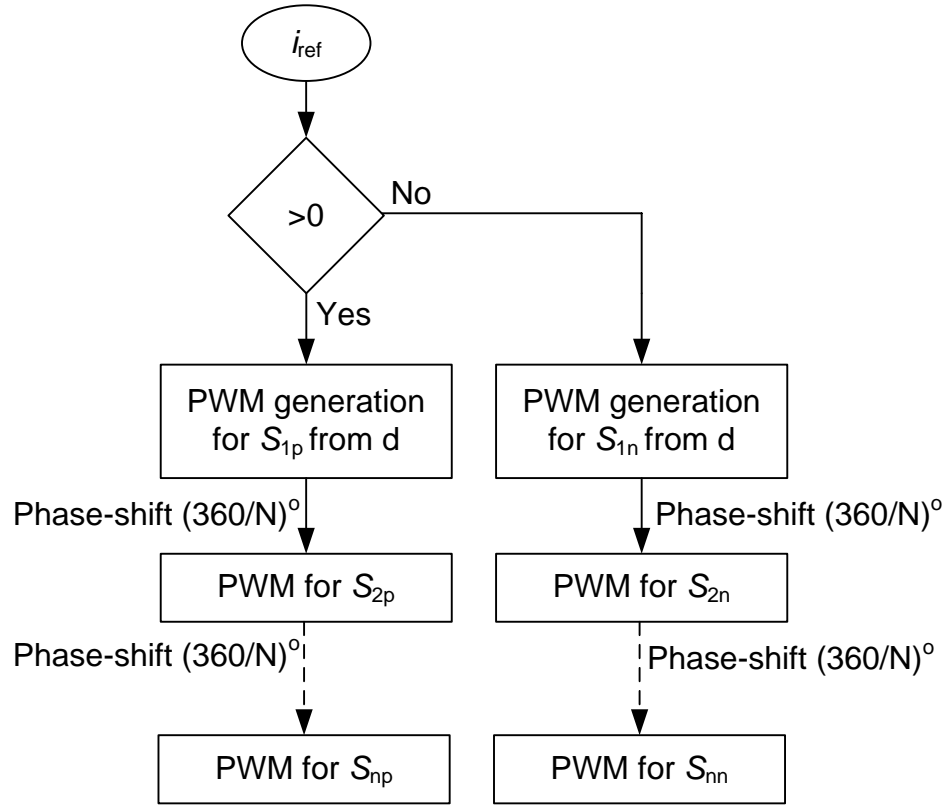 iref
>0
No
Yes
PWM generation
for S1p from d
PWM generation
for S1n from d
Phase-shift (360/N)o
Phase-shift (360/N)o
PWM for S2p
PWM for S2n
Phase-shift (360/N)o
Phase-shift (360/N)o
PWM for Snp
PWM for Snn